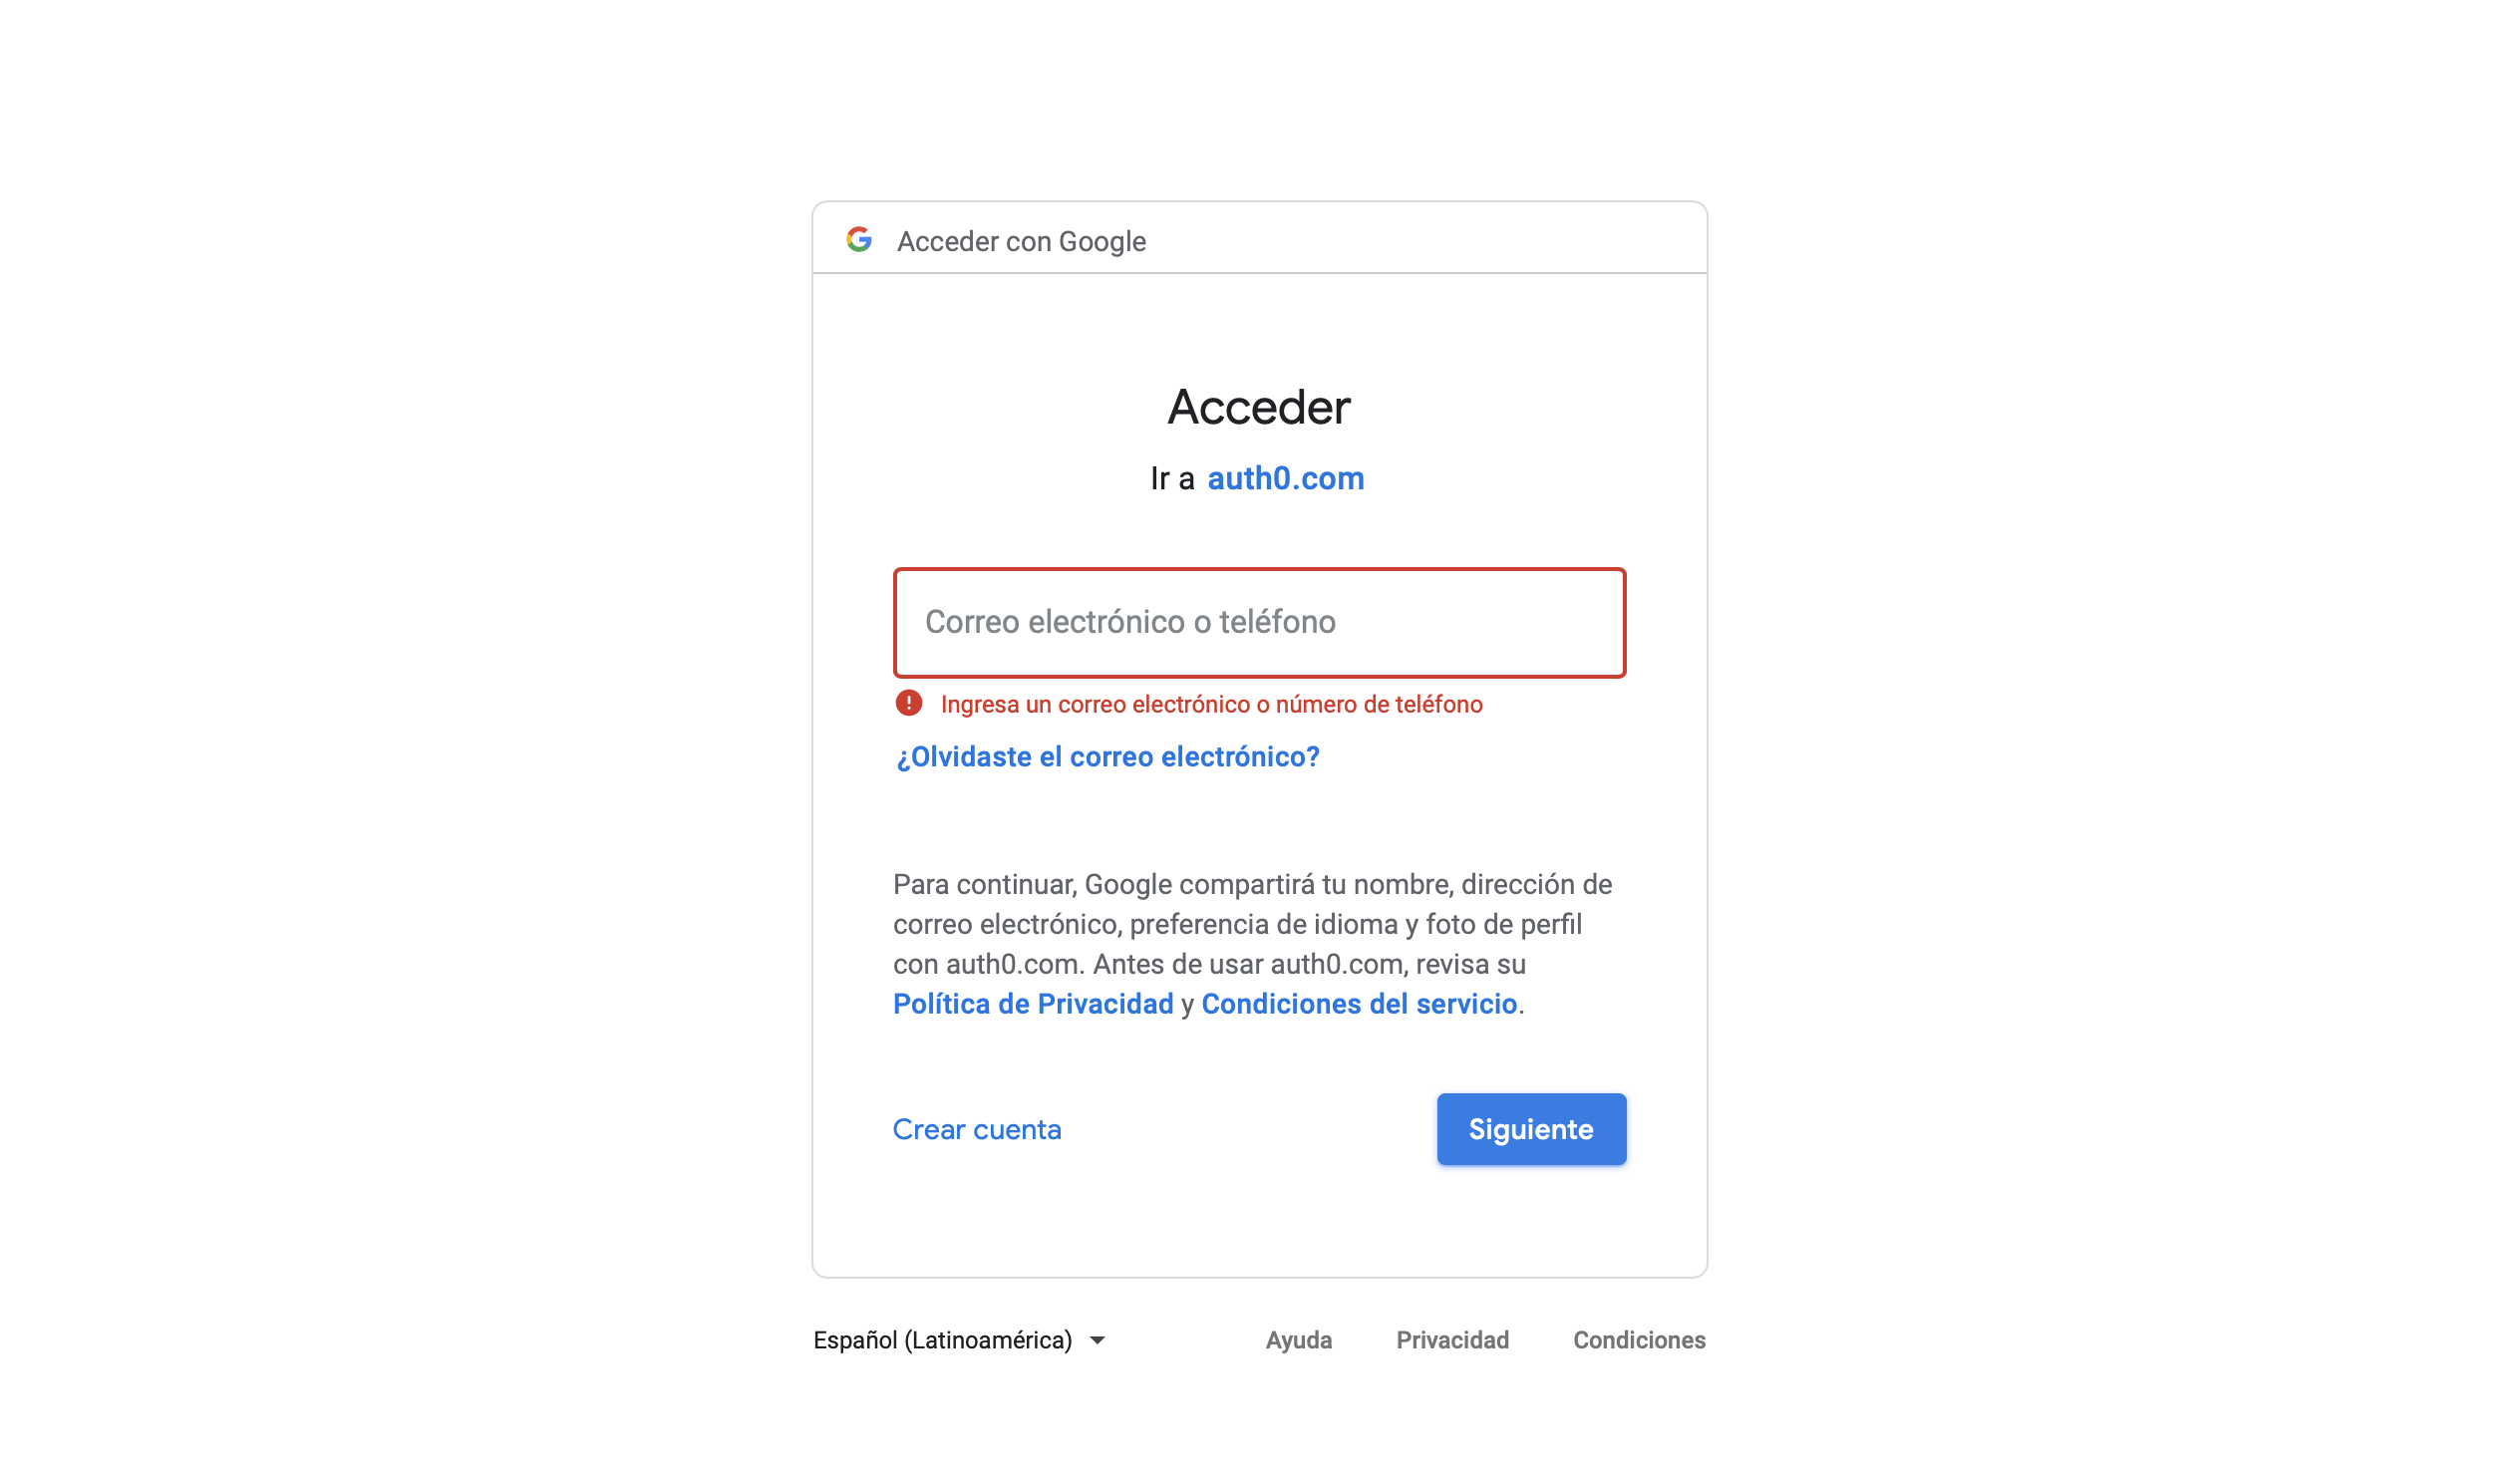 Acceder con Google
Acceder
Ir a auth0.com
Correo electrónico o teléfono
Ingresa un correo electrónico o número de teléfono
¿Olvidaste el correo electrónico?
Para continuar, Google compartirá tu nombre, dirección de
correo electrónico, preferencia de idioma y foto de perfil
con auth0.com. Antes de usar auth0.com, revisa su
Política de Privacidad y Condiciones del servicio.
Crear cuenta
Siguiente
Español (Latinoamérica)
Ayuda
Privacidad
Condiciones